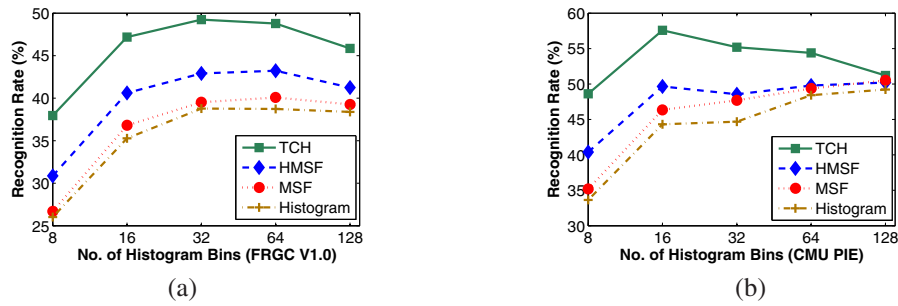 50
45
40
35
30
25
Recognition Rate (%)
TCH
HMSF
MSF
Histogram
8 16 32 64 128
No. of Histogram Bins (FRGC V1.0)
(a)
60
55
50
45
40
35
30
Recognition Rate (%)
TCH
HMSF
MSF
Histogram
8 16 32 64 128
No. of Histogram Bins (CMU PIE)
(b)